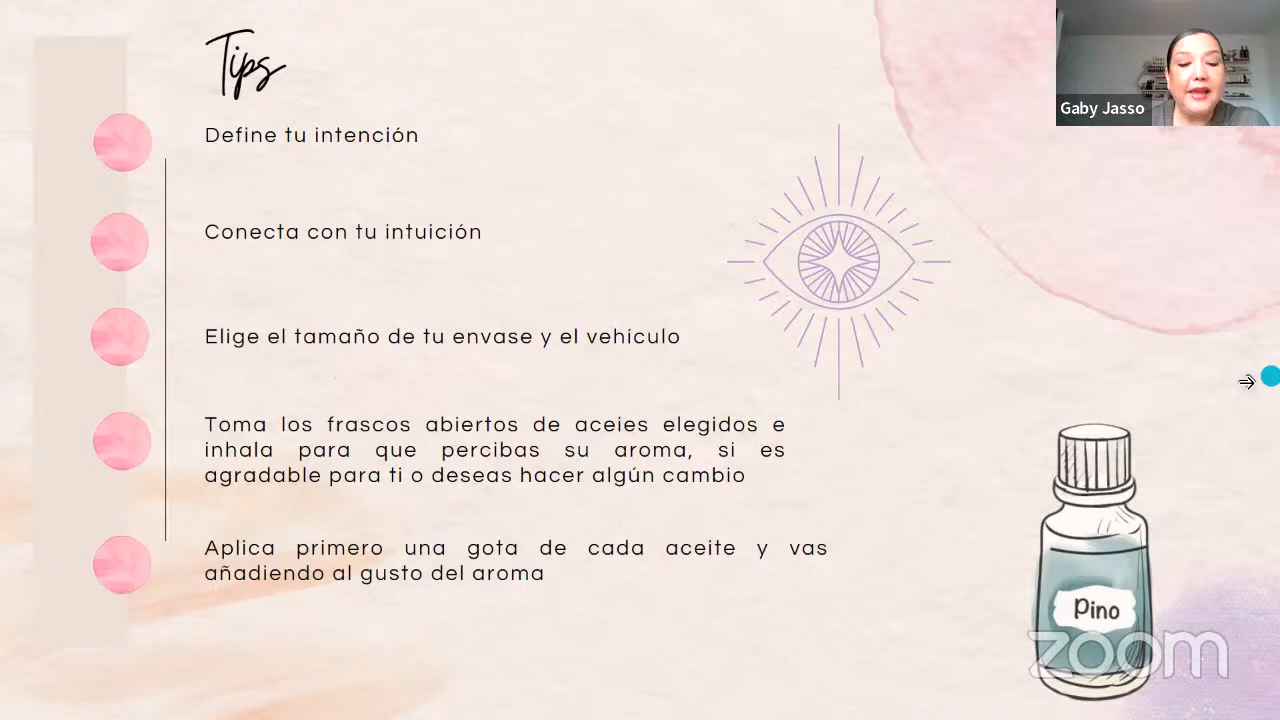 Tips
Gaby Jasso
Define tu intención
Conecta con tu intuición
Elige el tamaño de tu envase y el vehículo
Toma los frascos abiertos de aceies elegidos e
inhala para que percibas su aroma, si es
agradable para ti o deseas hacer algún cambio
Aplica primero una gota de cada aceite y vas
añadiendo al gusto del aroma
Pino
zoom